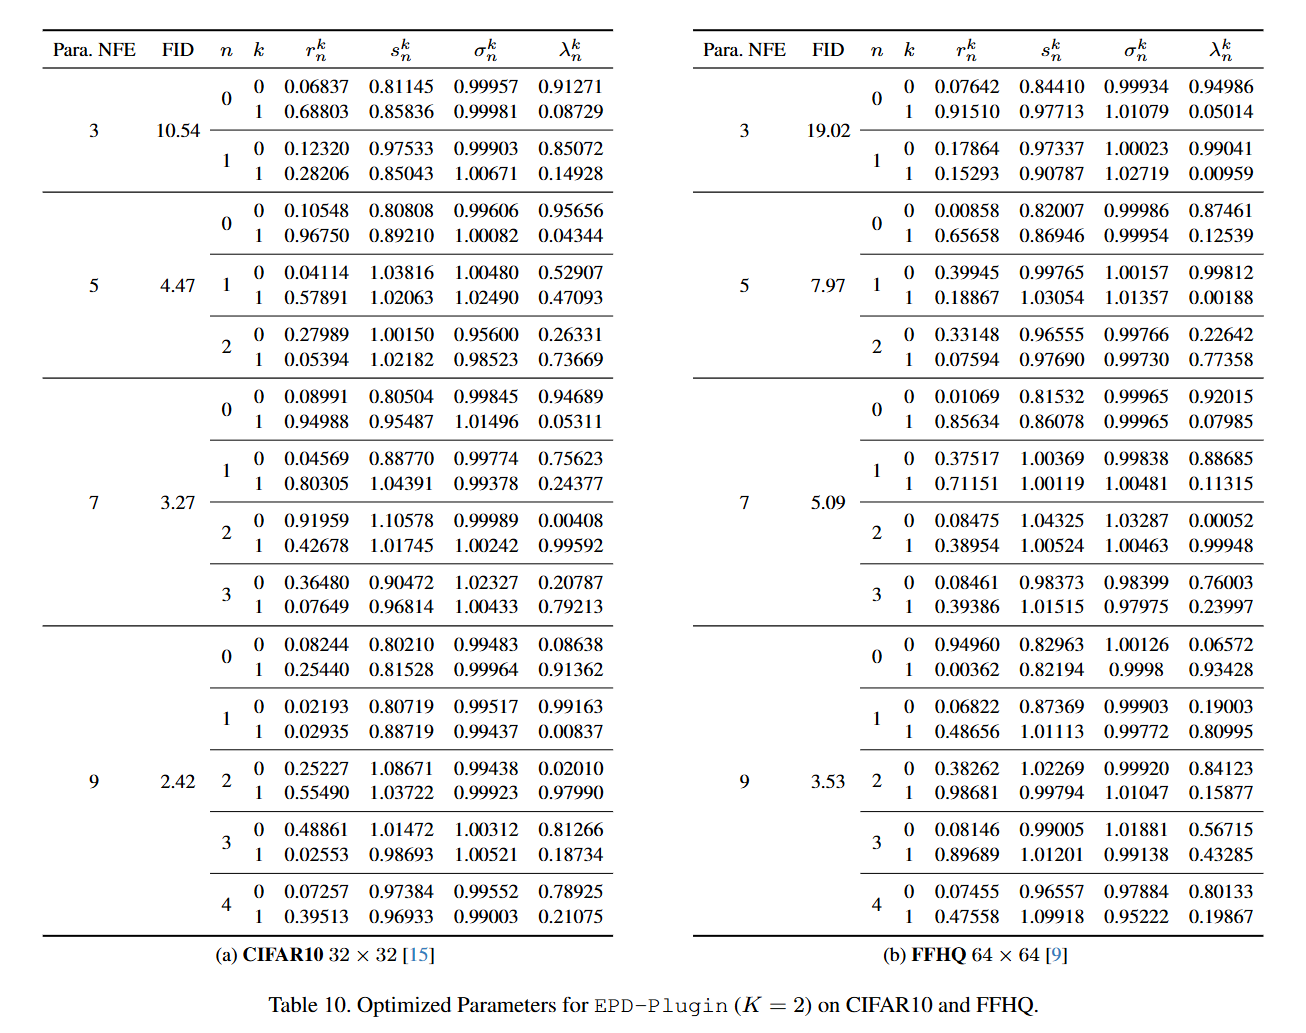 Para. NFE FID n k r_n^k s_n^k σ_n^k λ_n^k
3 10.54 0 0 0.06837 0.81145 0.99957 0.91271
1 0.68803 0.85836 0.99981 0.08729
1 0 0.12320 0.97533 0.99903 0.85072
1 0.28206 0.85043 1.00671 0.14928
5 4.47 0 0 0.10548 0.80808 0.99606 0.95656
1 0.96750 0.89210 1.00082 0.04344
1 0 0.04114 1.03816 1.00480 0.52907
1 0.57891 1.02063 1.02490 0.47093
2 0 0.27989 1.00150 0.95600 0.26331
1 0.05394 1.02182 0.98523 0.73669
7 3.27 0 0 0.08991 0.80504 0.99845 0.94689
1 0.94988 0.95487 1.01496 0.05311
1 0 0.04569 0.88770 0.99774 0.75623
1 0.80305 1.04391 0.99378 0.24377
2 0 0.91959 1.10578 0.99989 0.00408
1 0.42678 1.01745 1.00242 0.99592
3 0 0.36480 0.90472 1.02327 0.20787
1 0.07649 0.96814 1.00433 0.79213
9 2.42 0 0 0.08244 0.80210 0.99483 0.08638
1 0.25440 0.81528 0.99964 0.91362
1 0 0.02193 0.80719 0.99517 0.99163
1 0.02935 0.88719 0.99437 0.00837
2 0 0.25227 1.08671 0.99438 0.02010
1 0.55490 1.03722 0.99923 0.97990
3 0 0.48861 1.01472 1.00312 0.81266
1 0.02553 0.98693 1.00521 0.18734
4 0 0.07257 0.97384 0.99552 0.78925
1 0.39513 0.96933 0.99003 0.21075
(a) CIFAR10 32 × 32 [15]
Para. NFE FID n k r_n^k s_n^k σ_n^k λ_n^k
3 19.02 0 0 0.07642 0.84410 0.99934 0.94986
1 0.91510 0.97713 1.01079 0.05014
1 0 0.17864 0.97337 1.00023 0.99041
1 0.15293 0.90787 1.02719 0.00959
5 7.97 0 0 0.00858 0.82007 0.99986 0.87461
1 0.65658 0.86946 0.99954 0.12539
1 0 0.39945 0.99765 1.00157 0.99812
1 0.18867 1.03054 1.01357 0.00188
2 0 0.33148 0.96555 0.99766 0.22642
1 0.07594 0.97690 0.99730 0.77358
7 5.09 0 0 0.01069 0.81532 0.99965 0.92015
1 0.85634 0.86078 0.99965 0.07985
1 0 0.37517 1.00369 0.99838 0.88685
1 0.71151 1.00119 1.00481 0.11315
2 0 0.08475 1.04325 1.03287 0.00052
1 0.38954 1.00524 1.00463 0.99948
3 0 0.08461 0.98373 0.98399 0.76003
1 0.39386 1.01515 0.97975 0.23997
9 3.53 0 0 0.94960 0.82963 1.00126 0.06572
1 0.00362 0.82194 0.9998 0.93428
1 0 0.06822 0.87369 0.99903 0.19003
1 0.48656 1.01113 0.99772 0.80995
2 0 0.38262 1.02269 0.99920 0.84123
1 0.98681 0.99794 1.01047 0.15877
3 0 0.08146 0.99005 1.01881 0.56715
1 0.89689 1.01201 0.99138 0.43285
4 0 0.07455 0.96557 0.97884 0.80133
1 0.47558 1.09918 0.95222 0.19867
(b) FFHQ 64 × 64 [9]
Table 10. Optimized Parameters for EPD-Plugin (K = 2) on CIFAR10 and FFHQ.